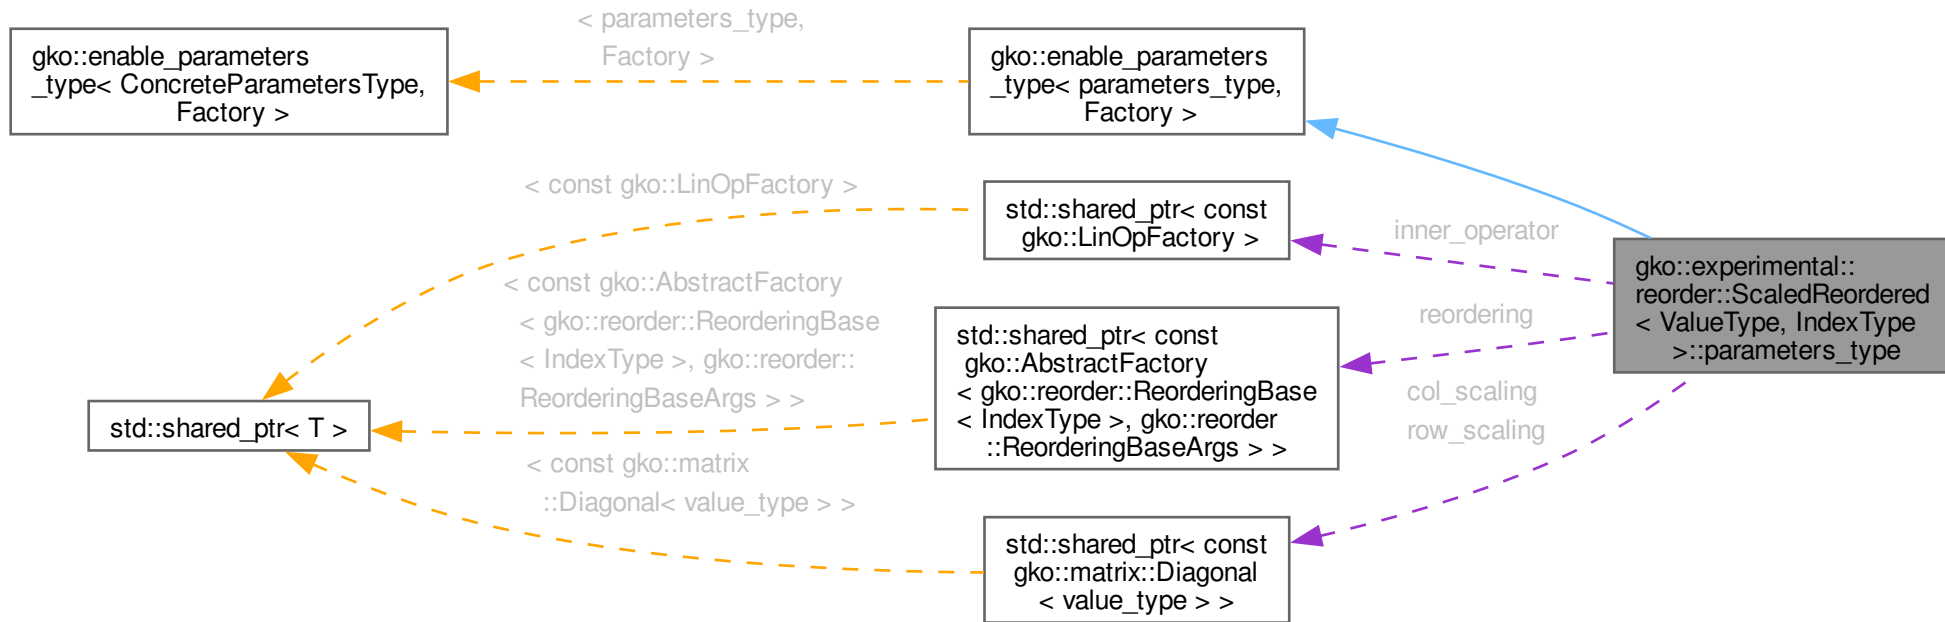 < parameters_type,
Factory >
gko::enable_parameters
_type< ConcreteParametersType,
Factory >
gko::enable_parameters
_type< parameters_type,
Factory >
< const gko::LinOpFactory >
std::shared_ptr< const
gko::LinOpFactory >
inner_operator
gko::experimental::
reorder::ScaledReordered
< ValueType, IndexType
>::parameters_type
< const gko::AbstractFactory
< gko::reorder::ReorderingBase
< IndexType >, gko::reorder::
ReorderingBaseArgs > >
reordering
std::shared_ptr< const
gko::AbstractFactory
< gko::reorder::ReorderingBase
< IndexType >, gko::reorder
::ReorderingBaseArgs > >
col_scaling
row_scaling
std::shared_ptr< T >
< const gko::matrix
::Diagonal< value_type > >
std::shared_ptr< const
gko::matrix::Diagonal
< value_type > >